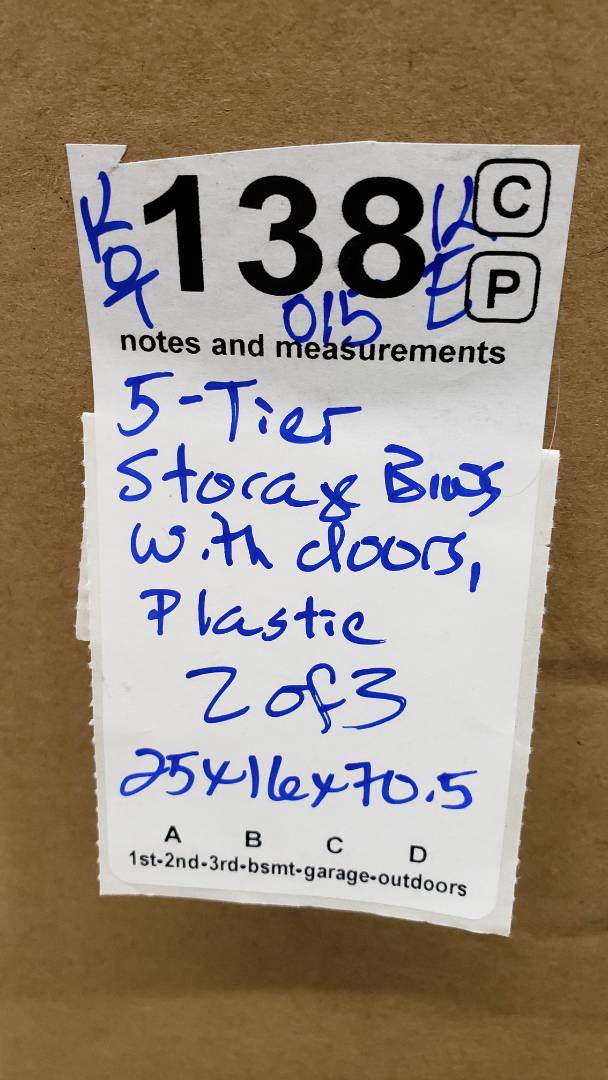 138 C
P
015
notes and measurements
5-Tier
Storage Bins
with doors,
Plastic
2 of 3
25x16x70.5
A B C D
1st-2nd-3rd-bsmt-garage-outdoors